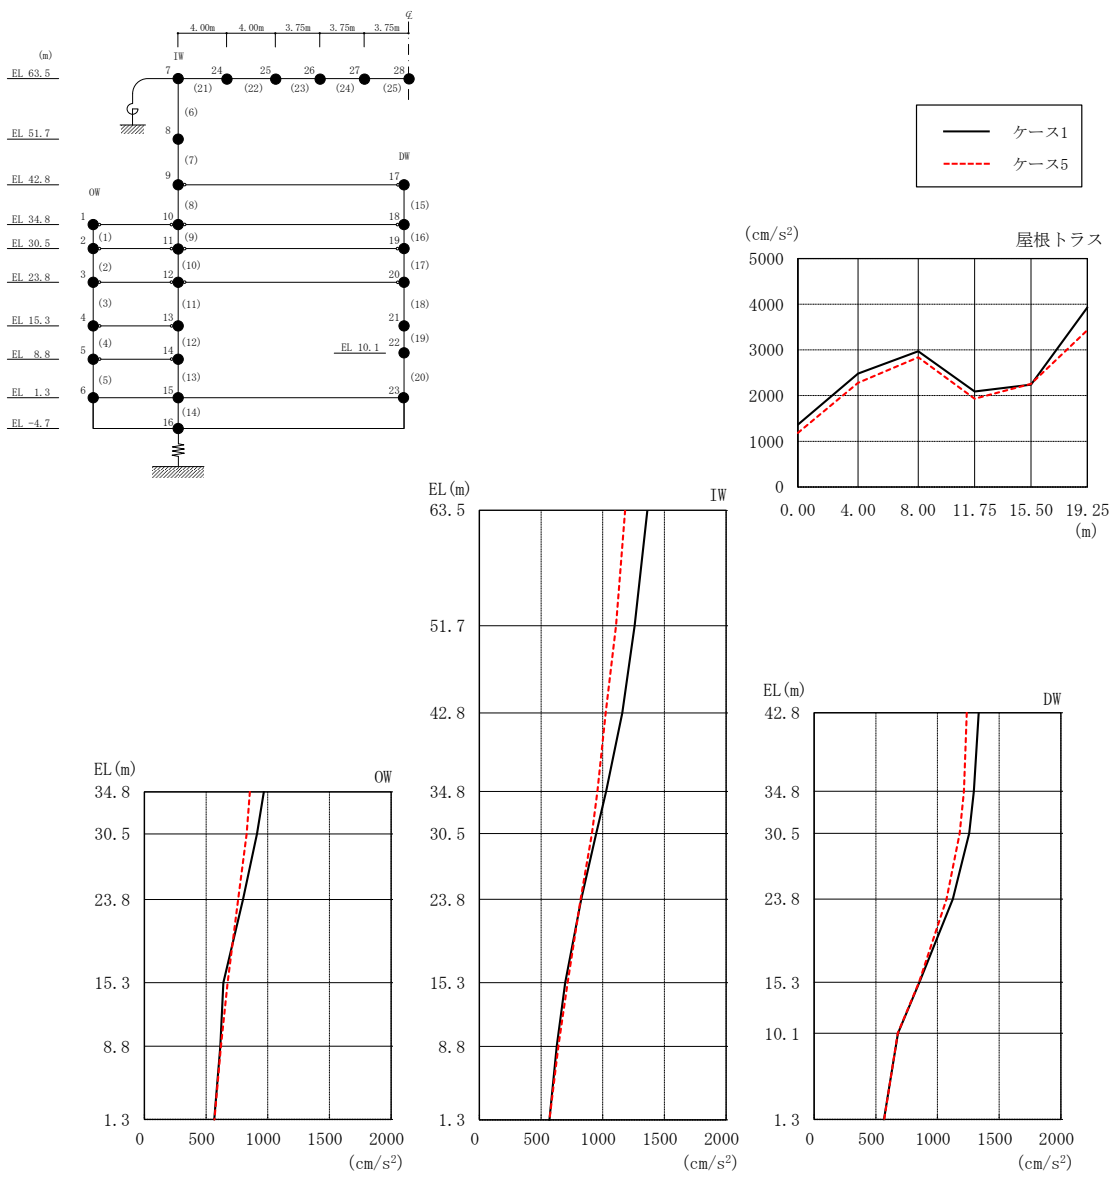 ℄
4.00m 4.00m 3.75m 3.75m 3.75m
(m)
IW
EL 63.5
7 24 25 26 27 28
(21) (22) (23) (24) (25)
(6)
EL 51.7
8
(7)
DW
EL 42.8
9 17
OW
(8) (15)
EL 34.8
1 10 18
(1) (9) (16)
EL 30.5
2 11 19
(2) (10) (17)
EL 23.8
3 12 20
(3) (11) (18)
EL 15.3
4 13 21
(4) (12) (19)
EL 10.1 22
EL 8.8
5 14
(5) (13) (20)
EL 1.3
6 15 23
(14)
EL -4.7
16
ケース1
ケース5
(cm/s²)
屋根トラス
5000
4000
3000
2000
1000
0
0.00 4.00 8.00 11.75 15.50 19.25
(m)
EL(m)
IW
63.5
51.7
42.8
34.8
30.5
23.8
15.3
8.8
1.3
0 500 1000 1500 2000
(cm/s²)
EL(m)
OW
34.8
30.5
23.8
15.3
8.8
1.3
0 500 1000 1500 2000
(cm/s²)
EL(m)
DW
42.8
34.8
30.5
23.8
15.3
10.1
1.3
0 500 1000 1500 2000
(cm/s²)